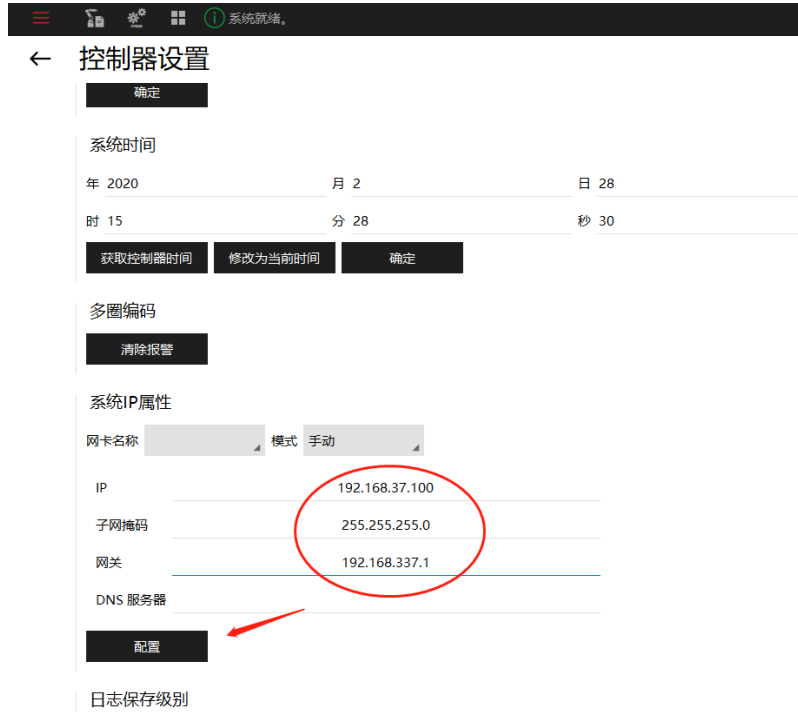 系统就绪。
控制器设置
确定
系统时间
年 2020 月 2 日 28
时 15 分 28 秒 30
获取控制器时间 修改为当前时间 确定
多圈编码
清除报警
系统IP属性
网卡名称 模式 手动
IP 192.168.37.100
子网掩码 255.255.255.0
网关 192.168.337.1
DNS 服务器
配置
日志保存级别